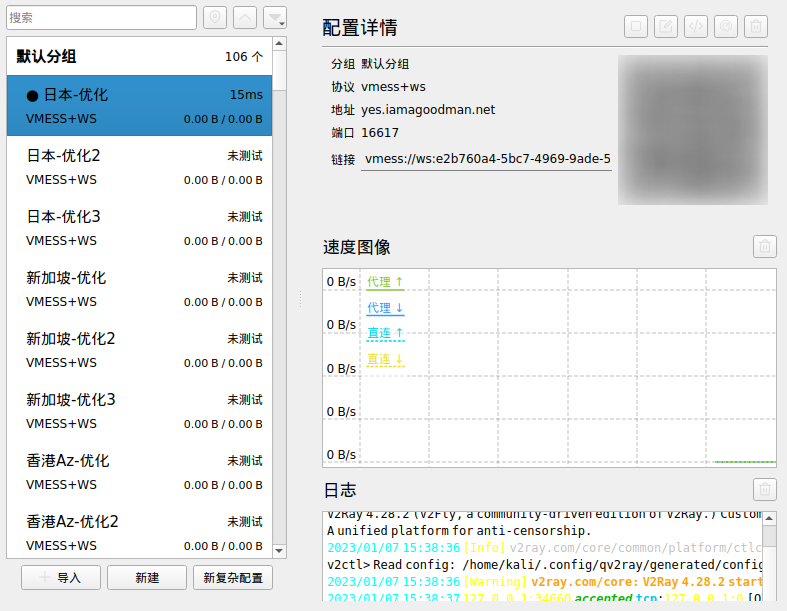 搜索
默认分组 106 个
日本-优化 15ms
VMESS+WS 0.00 B / 0.00 B
日本-优化2 未测试
VMESS+WS 0.00 B / 0.00 B
日本-优化3 未测试
VMESS+WS 0.00 B / 0.00 B
新加坡-优化 未测试
VMESS+WS 0.00 B / 0.00 B
新加坡-优化2 未测试
VMESS+WS 0.00 B / 0.00 B
新加坡-优化3 未测试
VMESS+WS 0.00 B / 0.00 B
香港Az-优化 未测试
VMESS+WS 0.00 B / 0.00 B
香港Az-优化2 未测试
VMESS+WS 0.00 B / 0.00 B
导入 新建 新复杂配置
配置详情
分组 默认分组
协议 vmess+ws
地址 yes.iamagoodman.net
端口 16617
链接 vmess://ws:e2b760a4-5bc7-4969-9ade-5
速度图像
0 B/s 代理 ↑
代理 ↓
0 B/s 直连 ↑
直连 ↓
0 B/s
0 B/s
0 B/s
日志
V2Ray 4.28.2 (V2Fly, a community-driven edition of V2Ray.) Custom
A unified platform for anti-censorship.
2023/01/07 15:38:36 [Info] v2ray.com/core/common/platform/ctlc
v2ctl> Read config: /home/kali/.config/qv2ray/generated/config
2023/01/07 15:38:36 [Warning] v2ray.com/core: V2Ray 4.28.2 start
2023/01/07 15:38:37 127.0.0.1:34660 accepted tcp:127.0.0.1:0 [O